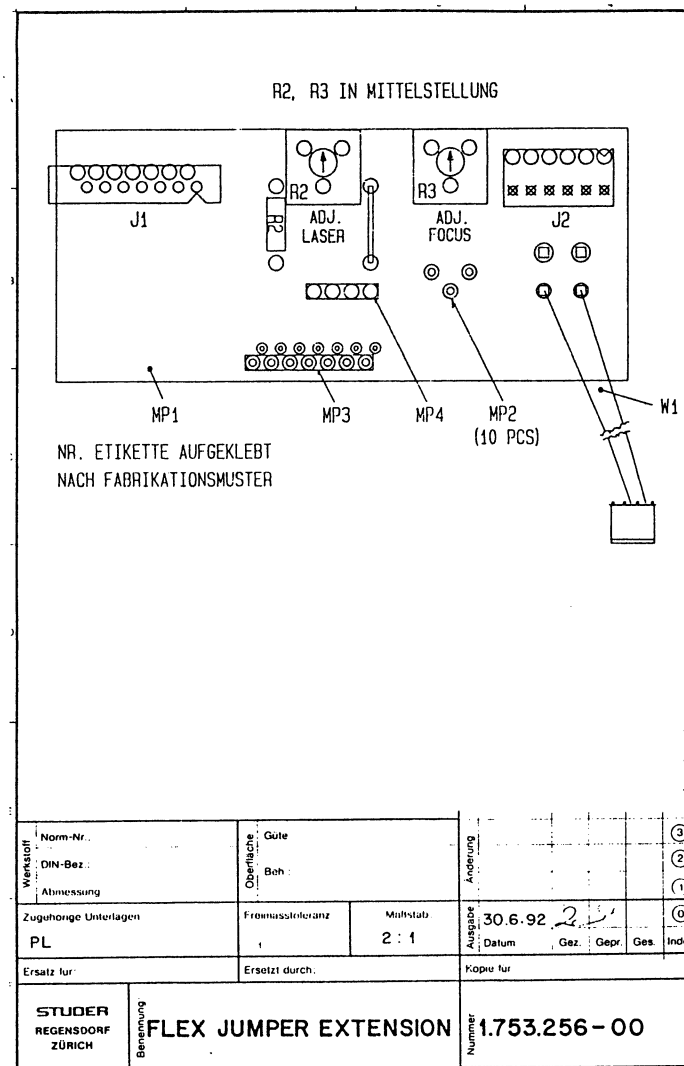 R2, R3 IN MITTELSTELLUNG
R2
R3
R2
J1
ADJ.
LASER
ADJ.
FOCUS
J2
MP1
MP3
MP4
MP2
(10 PCS)
W1
NR. ETIKETTE AUFGEKLEBT
NACH FABRIKATIONSMUSTER
Werkstoff
Norm-Nr.:
DIN-Bez.:
Abmessung
Oberfläche
Güte
Beh.:
Änderung
3
2
1
0
Zugehörige Unterlagen
PL
Freimasstoleranz
Maßstab
2 : 1
Ausgabe
30.6.92
Datum
Gez.
Gepr.
Ges.
Ind
Ersatz für:
Ersetzt durch:
Kopie für
STUDER
REGENSDORF
ZÜRICH
Benennung
FLEX JUMPER EXTENSION
Nummer
1.753.256-00